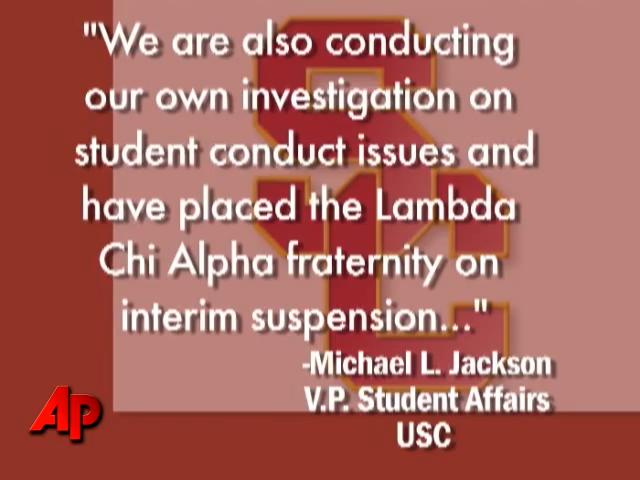 "We are also conducting
our own investigation on
student conduct issues and
have placed the Lambda
Chi Alpha fraternity on
interim suspension..."
-Michael L. Jackson
V.P. Student Affairs
USC
AP